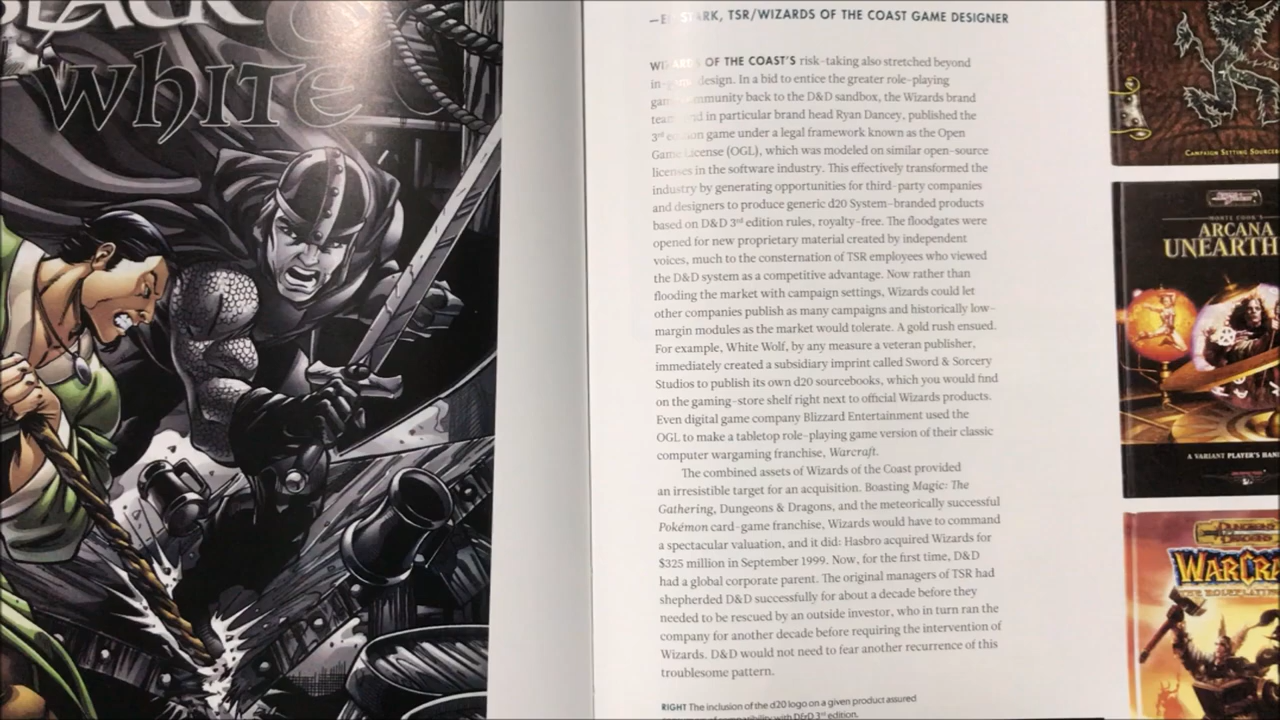 BLACK
WHITE
STARK, TSR/WIZARDS OF THE COAST GAME DESIGNER
WIZARDS OF THE COAST'S risk-taking also stretched beyond
in-game design. In a bid to entice the greater role-playing
community back to the D&D sandbox, the Wizards brand
team and in particular brand head Ryan Dancey, published the
3rd edition game under a legal framework known as the Open
Game License (OGL), which was modeled on similar open-source
licenses in the software industry. This effectively transformed the
industry by generating opportunities for third-party companies
and designers to produce generic d20 System-branded products
based on D&D 3rd edition rules, royalty-free. The floodgates were
opened for new proprietary material created by independent
voices, much to the consternation of TSR employees who viewed
the D&D system as a competitive advantage. Now rather than
flooding the market with campaign settings, Wizards could let
other companies publish as many campaigns and historically low-
margin modules as the market would tolerate. A gold rush ensued.
For example, White Wolf, by any measure a veteran publisher,
immediately created a subsidiary imprint called Sword & Sorcery
Studios to publish its own d20 sourcebooks, which you would find
on the gaming-store shelf right next to official Wizards products.
Even digital game company Blizzard Entertainment used the
OGL to make a tabletop role-playing game version of their classic
computer wargaming franchise, Warcraft.
The combined assets of Wizards of the Coast provided
an irresistible target for an acquisition. Boasting Magic: The
Gathering, Dungeons & Dragons, and the meteorically successful
Pokémon card-game franchise, Wizards would have to command
a spectacular valuation, and it did: Hasbro acquired Wizards for
$325 million in September 1999. Now, for the first time, D&D
had a global corporate parent. The original managers of TSR had
shepherded D&D successfully for about a decade before they
needed to be rescued by an outside investor, who in turn ran the
company for another decade before requiring the intervention of
Wizards. D&D would not need to fear another recurrence of this
troublesome pattern.
RIGHT The inclusion of the d20 logo on a given product assured
compatibility with D&D 3rd edition.
CAMPAIGN SETTING SOURCE
MONTE COOK'S
ARCANA
UNEARTH
A VARIANT PLAYER'S HAN
DUNGEONS
DRAGONS
WARCRA
THE ROLEPLAYIN